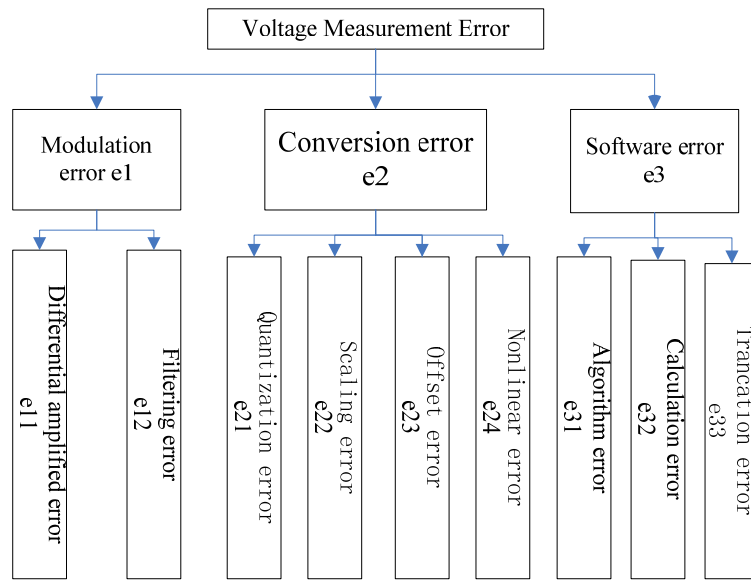 Voltage Measurement Error
Modulation
error e1
Conversion error
e2
Software error
e3
Differential amplified error
e11
Filtering error
e12
Quantization error
e21
Scaling error
e22
Offset error
e23
Nonlinear error
e24
Algorithm error
e31
Calculation error
e32
Trancation error
e33